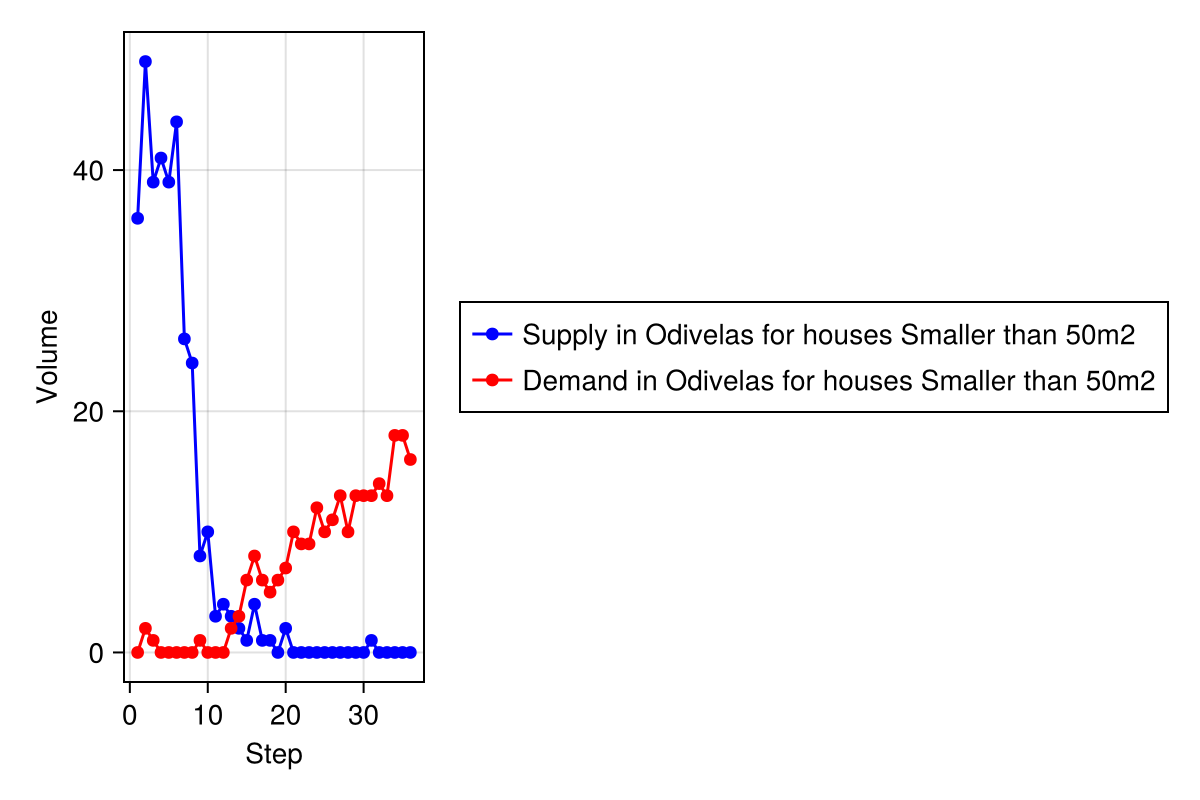 Volume
40
20
0
0 10 20 30
Step
Supply in Odivelas for houses Smaller than 50m2
Demand in Odivelas for houses Smaller than 50m2